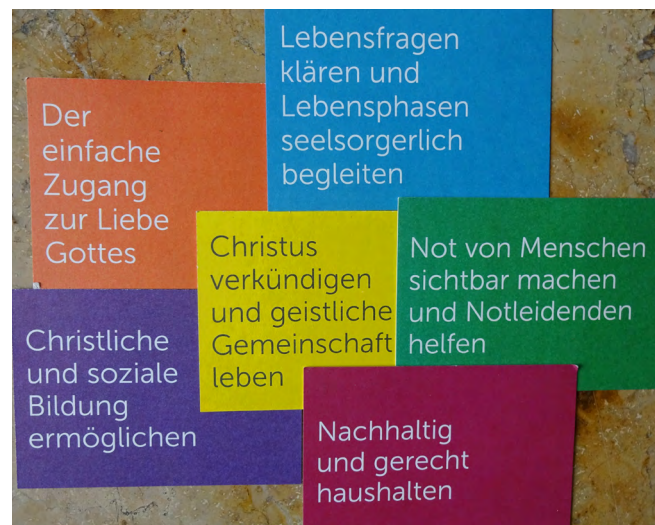 Lebensfragen
klären und
Lebensphasen
seelsorgerlich
begleiten
Der
einfache
Zugang
zur Liebe
Gottes
Christus
verkündigen
und geistliche
Gemeinschaft
leben
Not von Menschen
sichtbar machen
und Notleidenden
helfen
Christliche
und soziale
Bildung
ermöglichen
Nachhaltig
und gerecht
haushalten